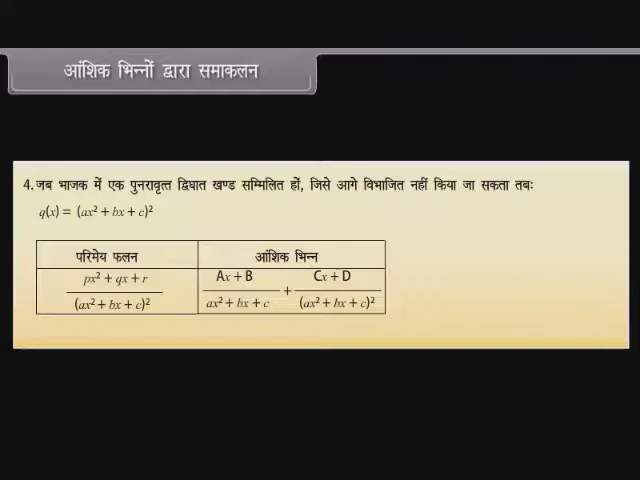 आंशिक भिन्नों द्वारा समाकलन
4. जब भाजक में एक पुनरावृत्त द्विघात खण्ड सम्मिलित हों, जिसे आगे विभाजित नहीं किया जा सकता तबः
q(x) = (ax² + bx + c)²
परिमेय फलन आंशिक भिन्न
px² + qx + r Ax + B Cx + D
(ax² + bx + c)² ax² + bx + c + (ax² + bx + c)²